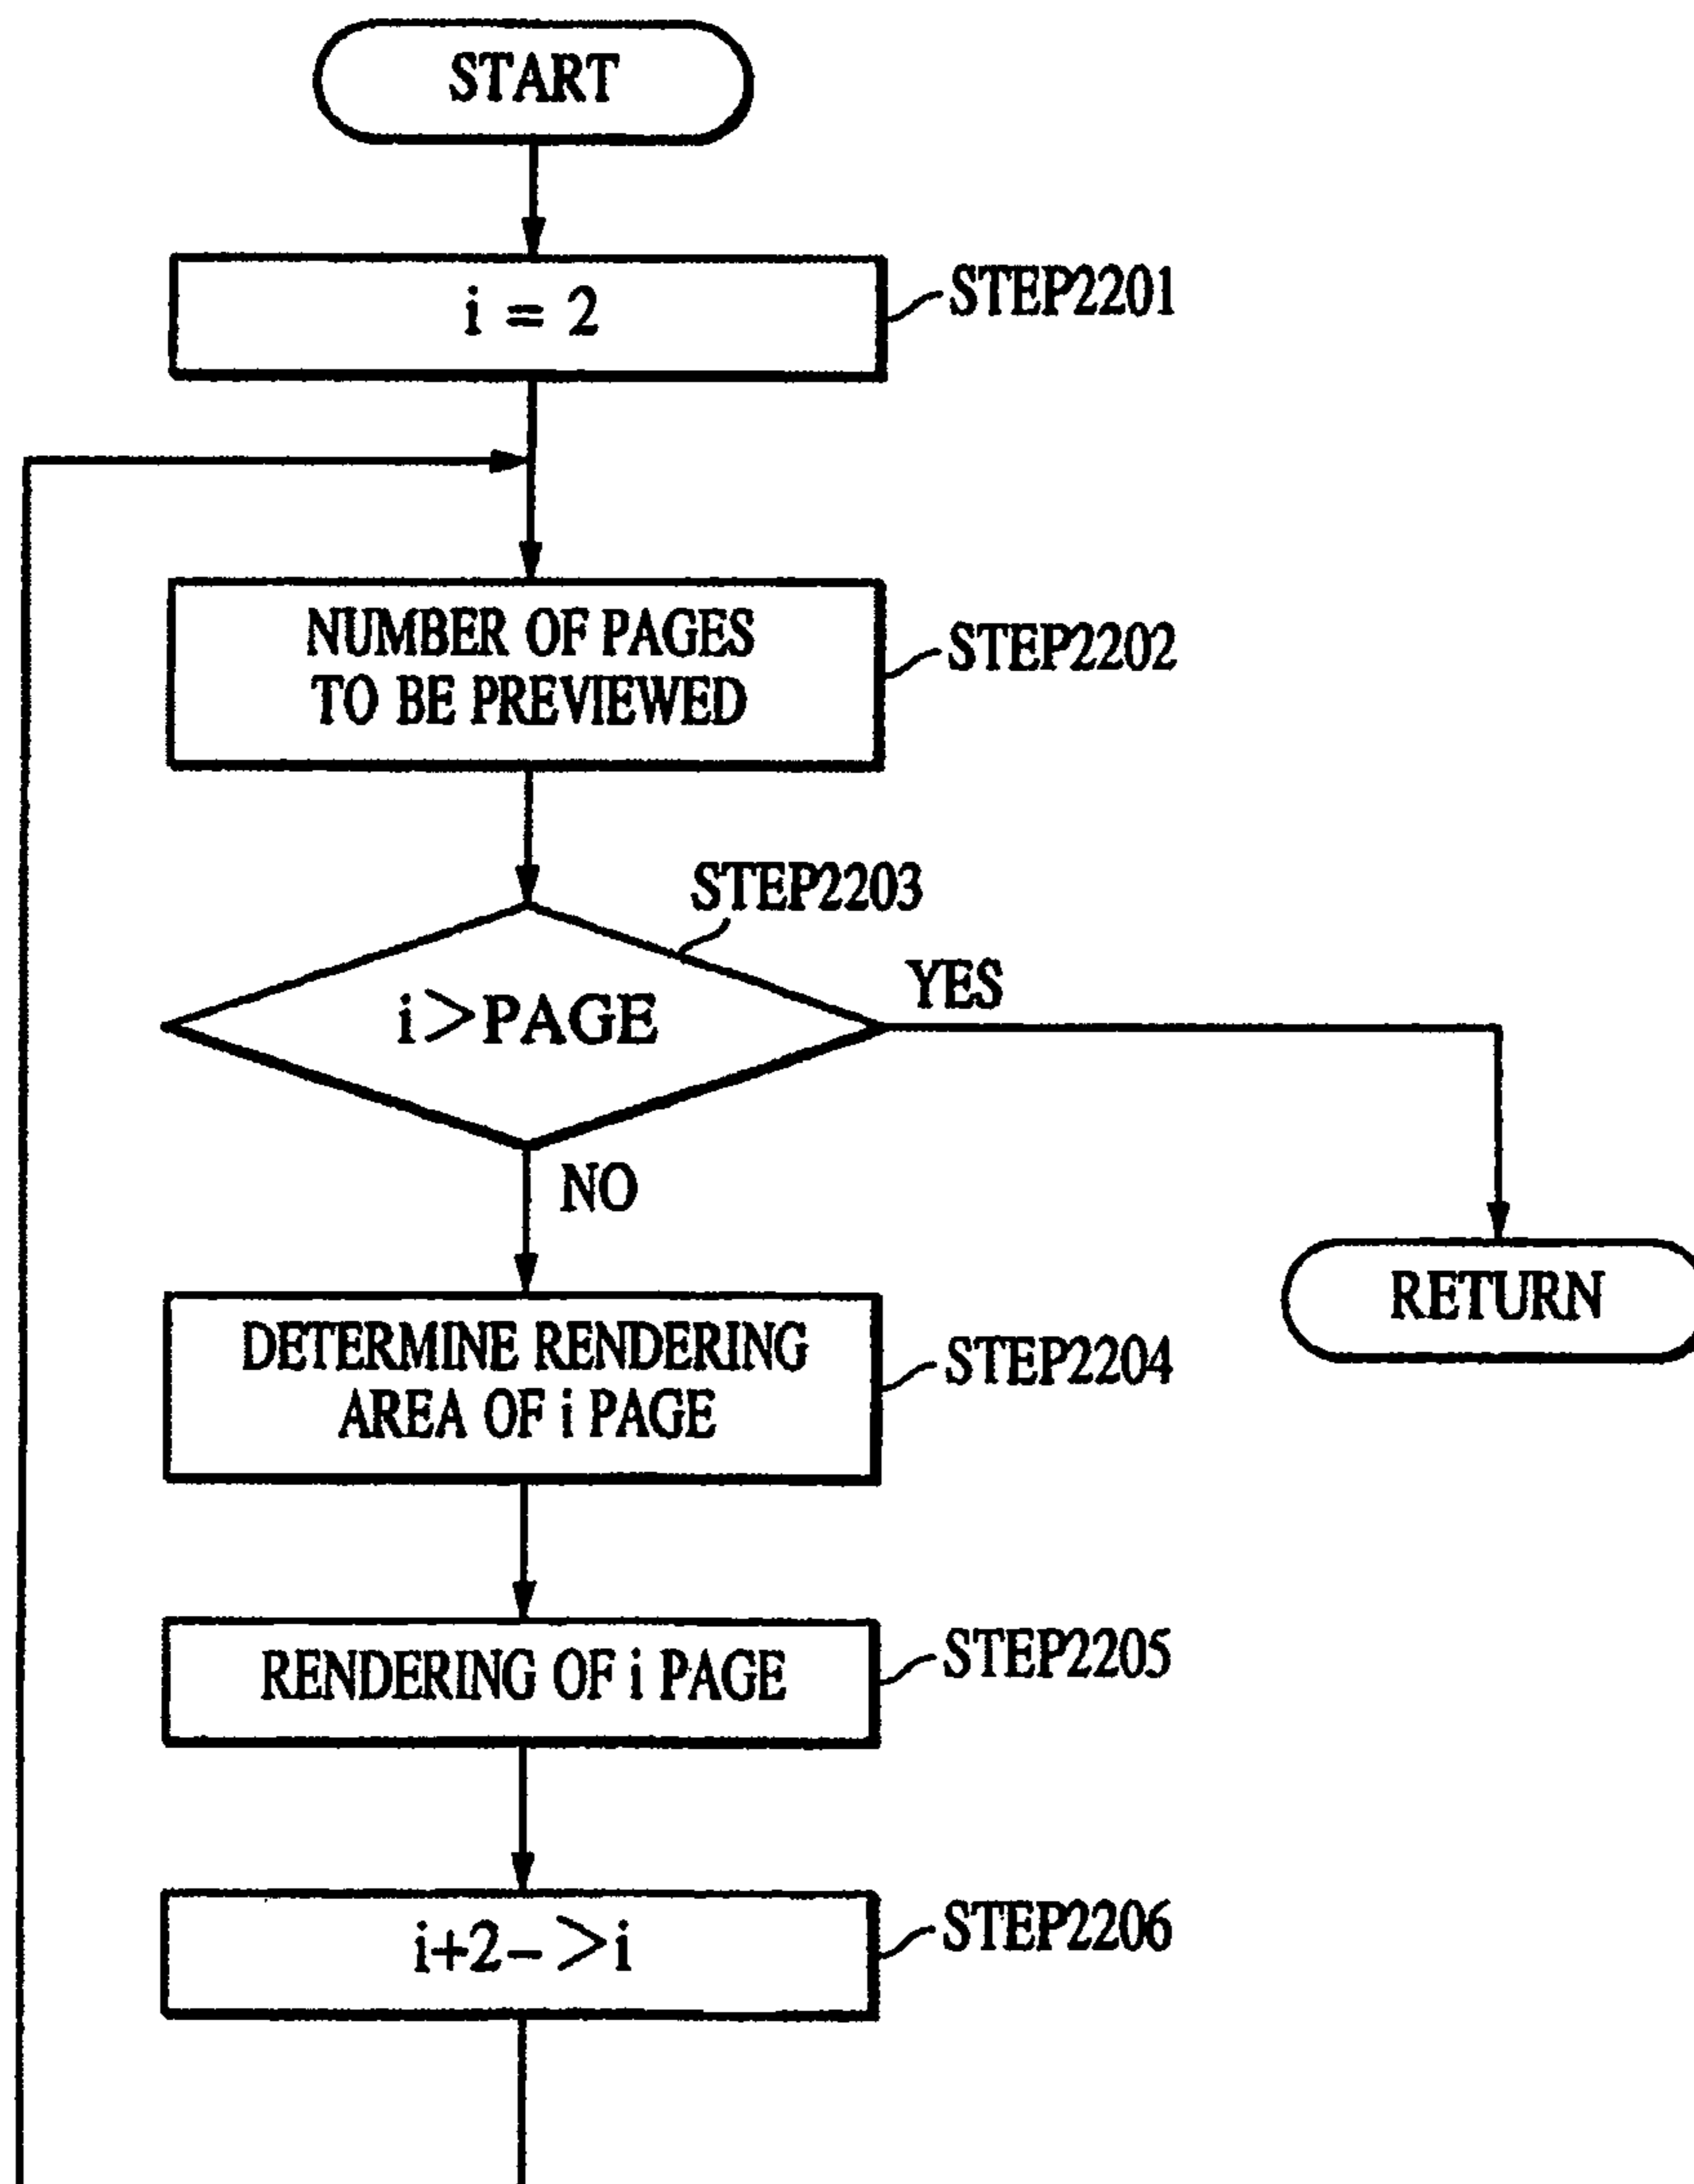 START
i = 2
STEP2201
NUMBER OF PAGES
TO BE PREVIEWED
STEP2202
STEP2203
i>PAGE
YES
NO
RETURN
DETERMINE RENDERING
AREA OF i PAGE
STEP2204
RENDERING OF i PAGE
STEP2205
i+2->i
STEP2206